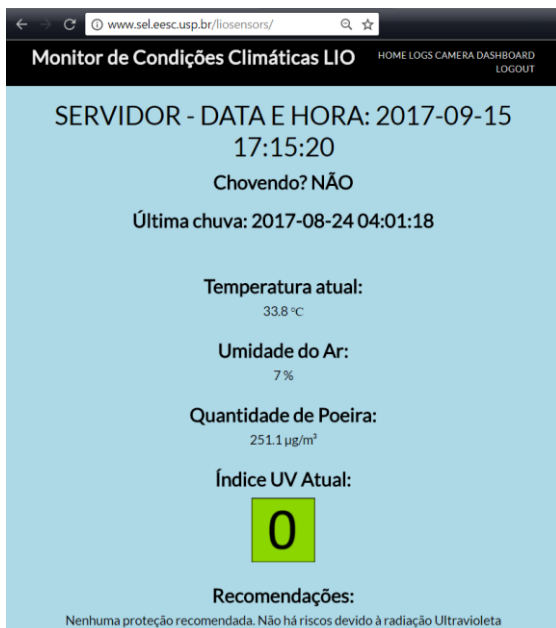 www.sel.eesc.usp.br/liosensors/
Monitor de Condições Climáticas LIO
HOME LOGS CAMERA DASHBOARD
LOGOUT
SERVIDOR - DATA E HORA: 2017-09-15
17:15:20
Chovendo? NÃO
Última chuva: 2017-08-24 04:01:18
Temperatura atual:
33.8 °C
Umidade do Ar:
7 %
Quantidade de Poeira:
251.1 µg/m³
Índice UV Atual:
0
Recomendações:
Nenhuma proteção recomendada. Não há riscos devido à radiação Ultravioleta